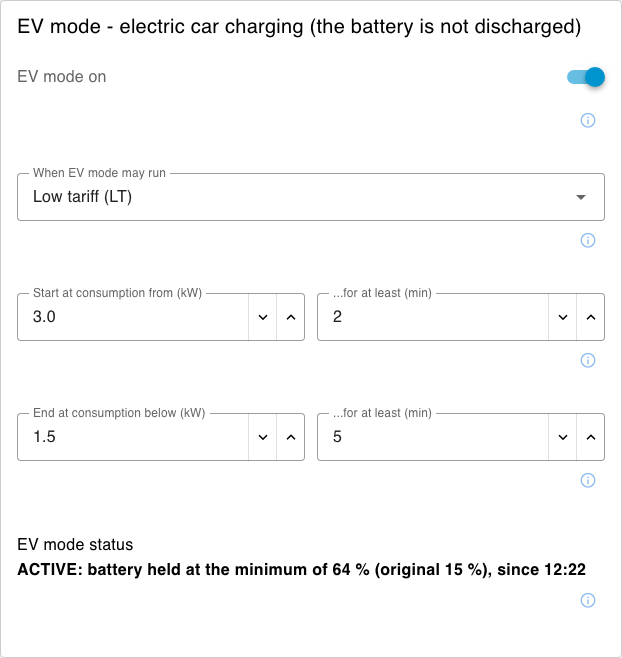 EV mode - electric car charging (the battery is not discharged)
EV mode on
When EV mode may run
Low tariff (LT)
Start at consumption from (kW)
3.0
...for at least (min)
2
End at consumption below (kW)
1.5
...for at least (min)
5
EV mode status
ACTIVE: battery held at the minimum of 64 % (original 15 %), since 12:22